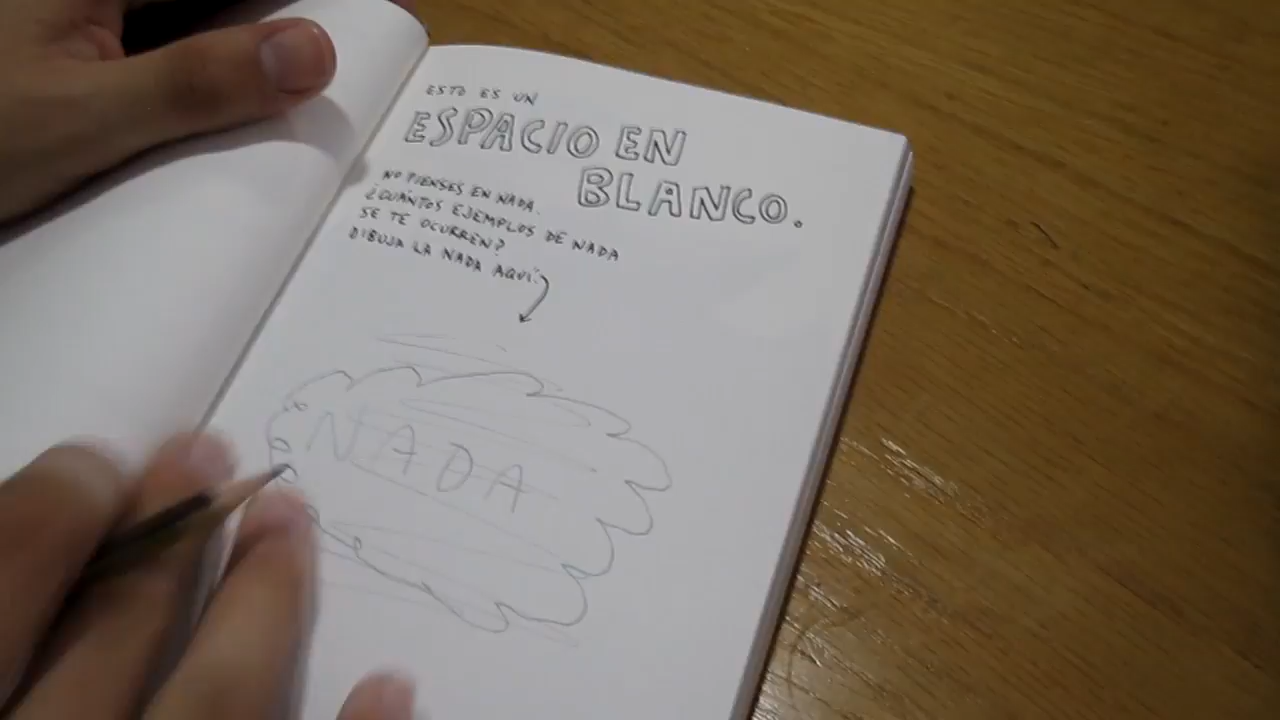 ESTO ES UN
ESPACIO EN
BLANCO.
NO PIENSES EN NADA.
¿CUÁNTOS EJEMPLOS DE NADA
SE TE OCURREN?
DIBUJA LA NADA AQUÍ:
NADA